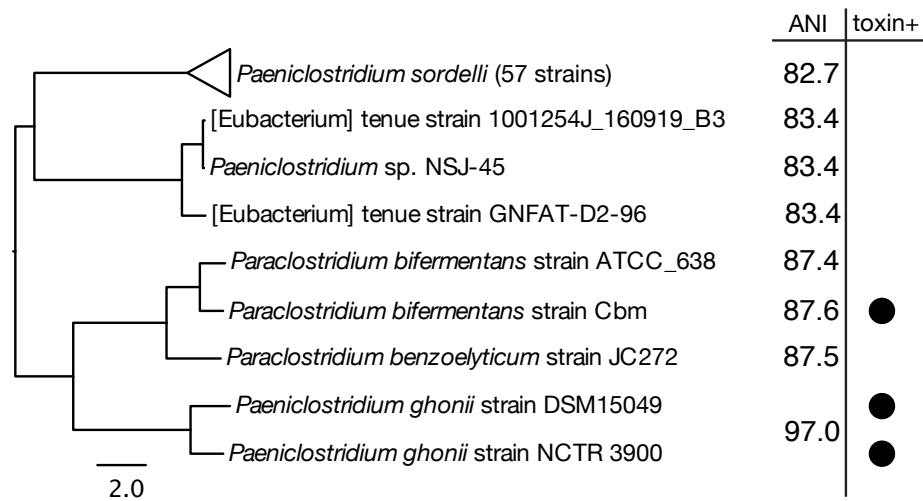 ANI toxin+
Paeniclostridium sordelli (57 strains) 82.7
[Eubacterium] tenue strain 1001254J_160919_B3 83.4
Paeniclostridium sp. NSJ-45 83.4
[Eubacterium] tenue strain GNFAT-D2-96 83.4
Paraclostridium bifermentans strain ATCC_638 87.4
Paraclostridium bifermentans strain Cbm 87.6
Paraclostridium benzoelyticum strain JC272 87.5
Paeniclostridium ghonii strain DSM15049
97.0
Paeniclostridium ghonii strain NCTR 3900
2.0